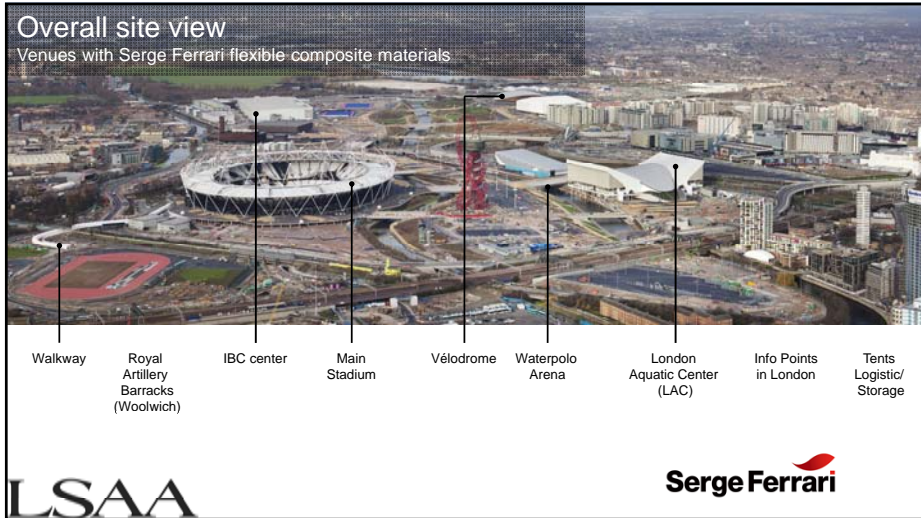 Overall site view
Venues with Serge Ferrari flexible composite materials
Walkway
Royal
Artillery
Barracks
(Woolwich)
IBC center
Main
Stadium
Vélodrome
Waterpolo
Arena
London
Aquatic Center
(LAC)
Info Points
in London
Tents
Logistic/
Storage
LSAA
Serge Ferrari